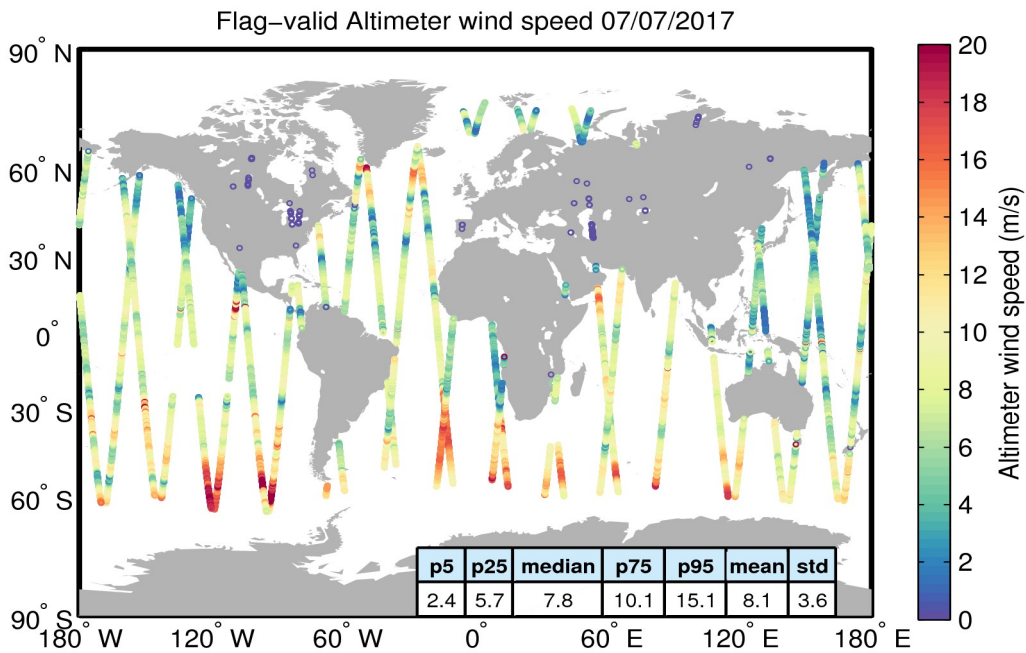 Flag−valid Altimeter wind speed 07/07/2017
90° N
60° N
30° N
0°
30° S
60° S
90° S
180° W
120° W
60° W
0°
60° E
120° E
180° E
p5 p25 median p75 p95 mean std
2.4 5.7 7.8 10.1 15.1 8.1 3.6
20
18
16
14
12
10
8
6
4
2
0
Altimeter wind speed (m/s)